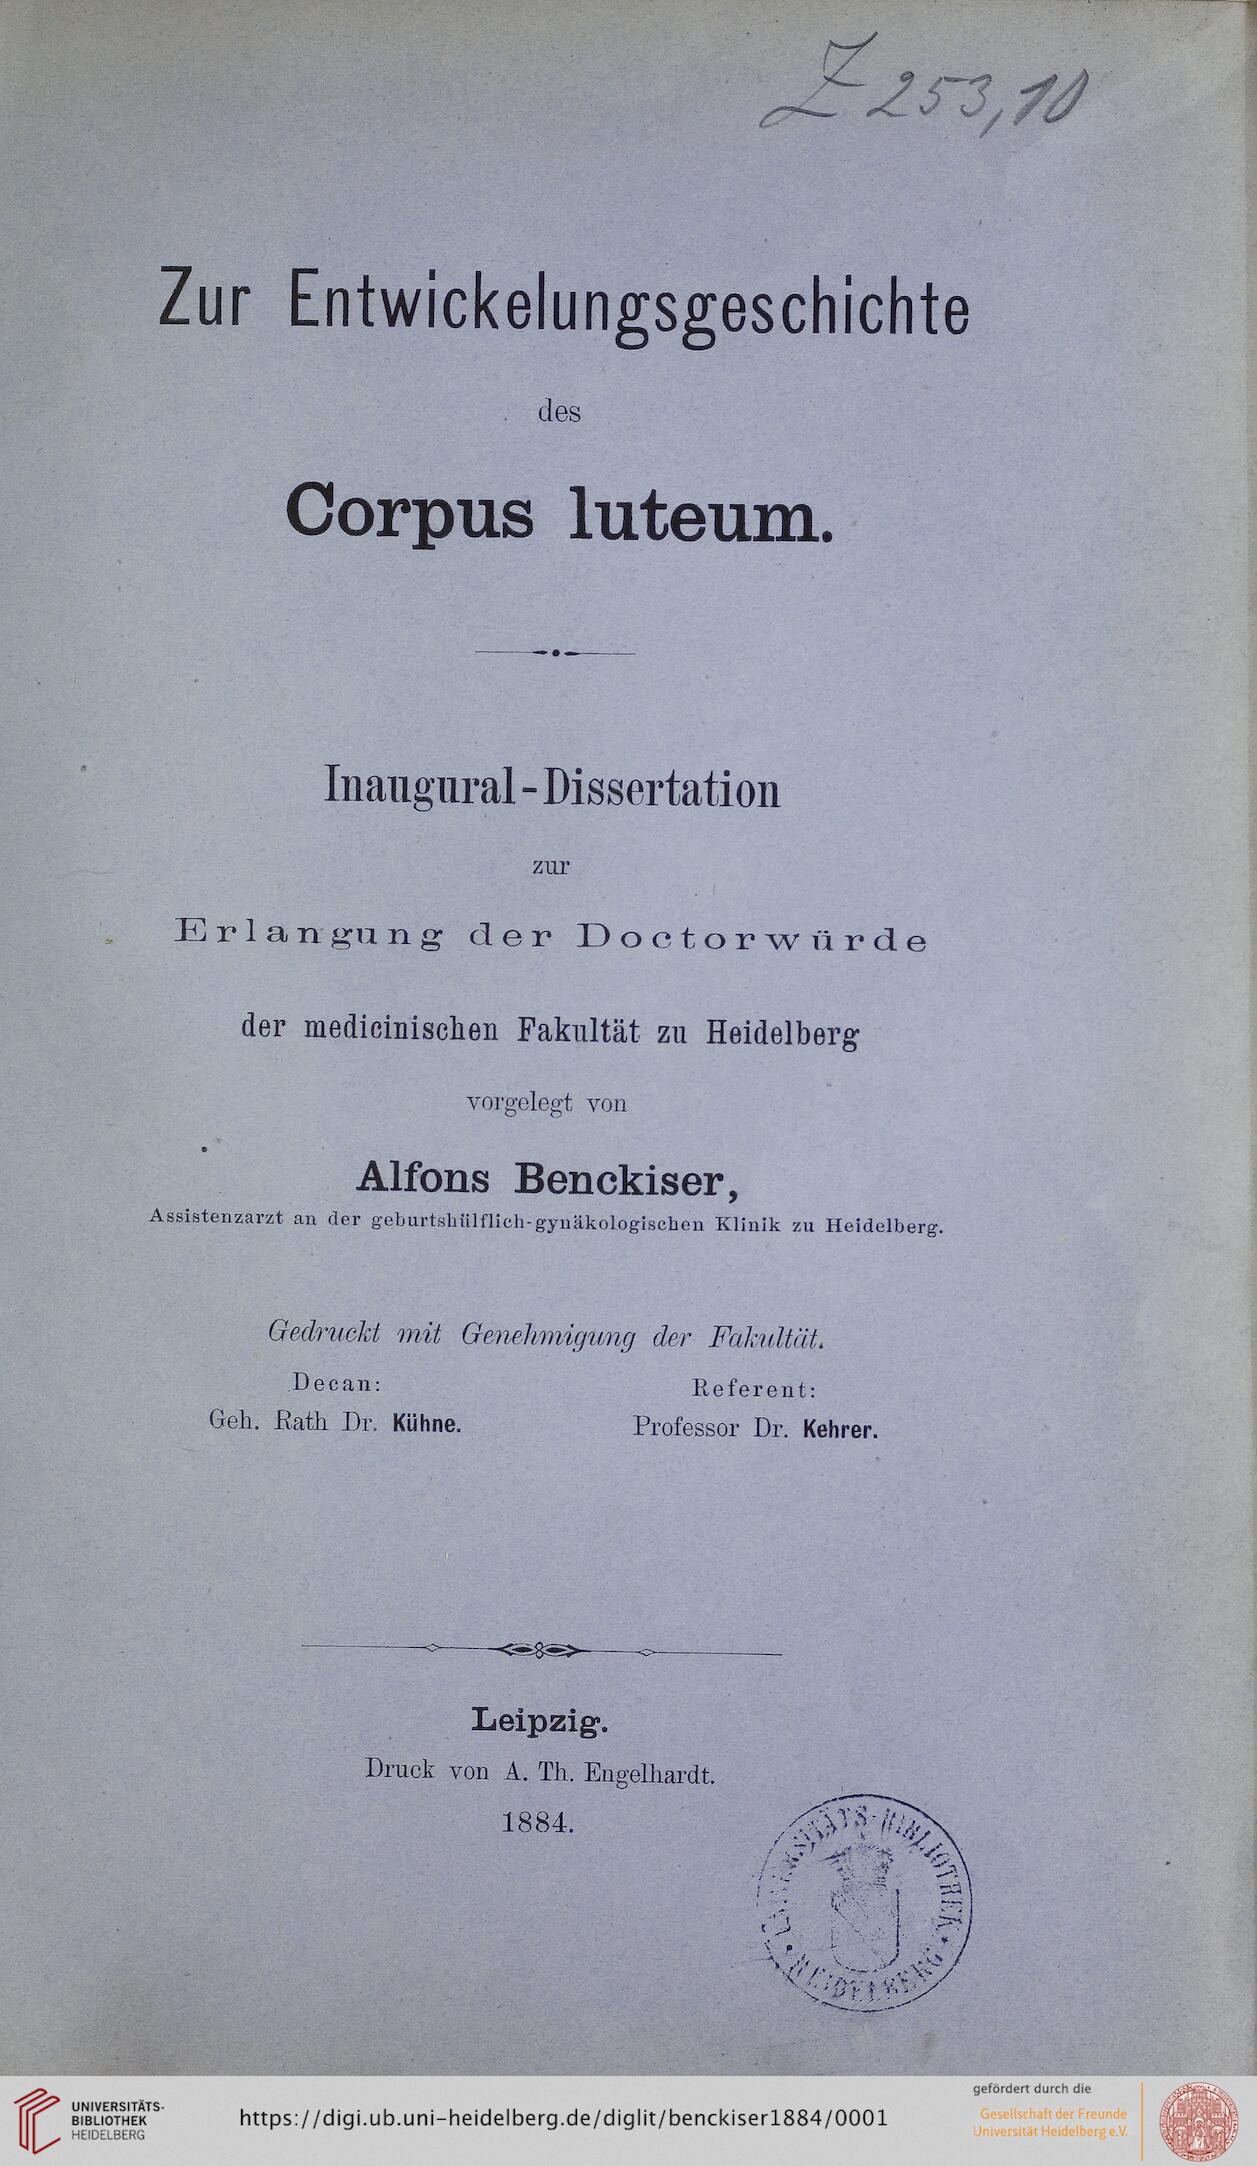 Z 253,10
Zur Entwickelungsgeschichte
des
Corpus luteum.
Inaugural-Dissertation
zur
Erlangung der Doctorwürde
der medicinischen Fakultät zu Heidelberg
vorgelegt von
Alfons Benckiser,
Assistenzarzt an der geburtshülflich-gynäkologischen Klinik zu Heidelberg.
Gedruckt mit Genehmigung der Fakultät.
Decan: Referent:
Geh. Rath Dr. Kühne. Professor Dr. Kehrer.
Leipzig.
Druck von A. Th. Engelhardt.
1884.
UNIVERSITÄTS-BIBLIOTHEK
HEIDELBERG
UNIVERSITÄTS-
BIBLIOTHEK
HEIDELBERG
https://digi.ub.uni-heidelberg.de/diglit/benckiser1884/0001
gefördert durch die
Gesellschaft der Freunde
Universität Heidelberg e.V.